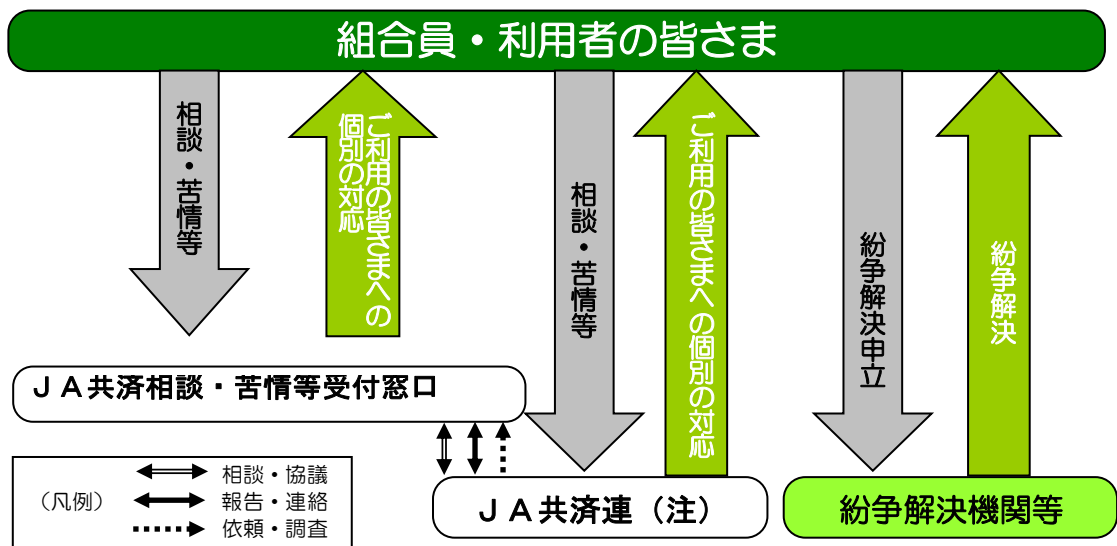 組合員・利用者の皆さま
相談・苦情等
ご利用の皆さまへの
個別の対応
相談・苦情等
ご利用の皆さまへの個別の対応
紛争解決申立
紛争解決
ＪＡ共済相談・苦情等受付窓口
（凡例）
相談・協議
報告・連絡
依頼・調査
ＪＡ共済連（注）
紛争解決機関等